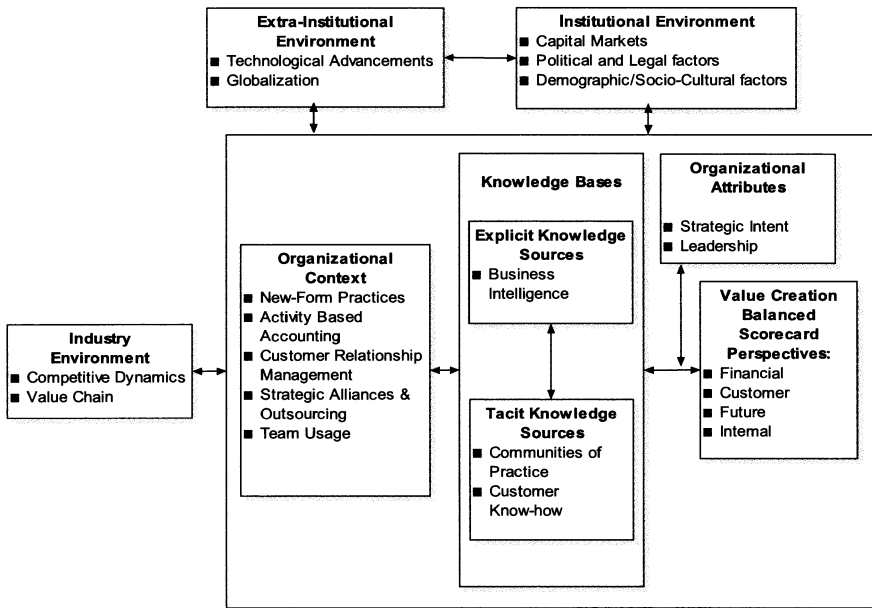 Extra-Institutional
Environment
■ Technological Advancements
■ Globalization
Institutional Environment
■ Capital Markets
■ Political and Legal factors
■ Demographic/Socio-Cultural factors
Industry
Environment
■ Competitive Dynamics
■ Value Chain
Organizational
Context
■ New-Form Practices
■ Activity Based
Accounting
■ Customer Relationship
Management
■ Strategic Alliances &
Outsourcing
■ Team Usage
Knowledge Bases
Explicit Knowledge
Sources
■ Business
Intelligence
Tacit Knowledge
Sources
■ Communities of
Practice
■ Customer
Know-how
Organizational
Attributes
■ Strategic Intent
■ Leadership
Value Creation
Balanced
Scorecard
Perspectives:
■ Financial
■ Customer
■ Future
■ Internal